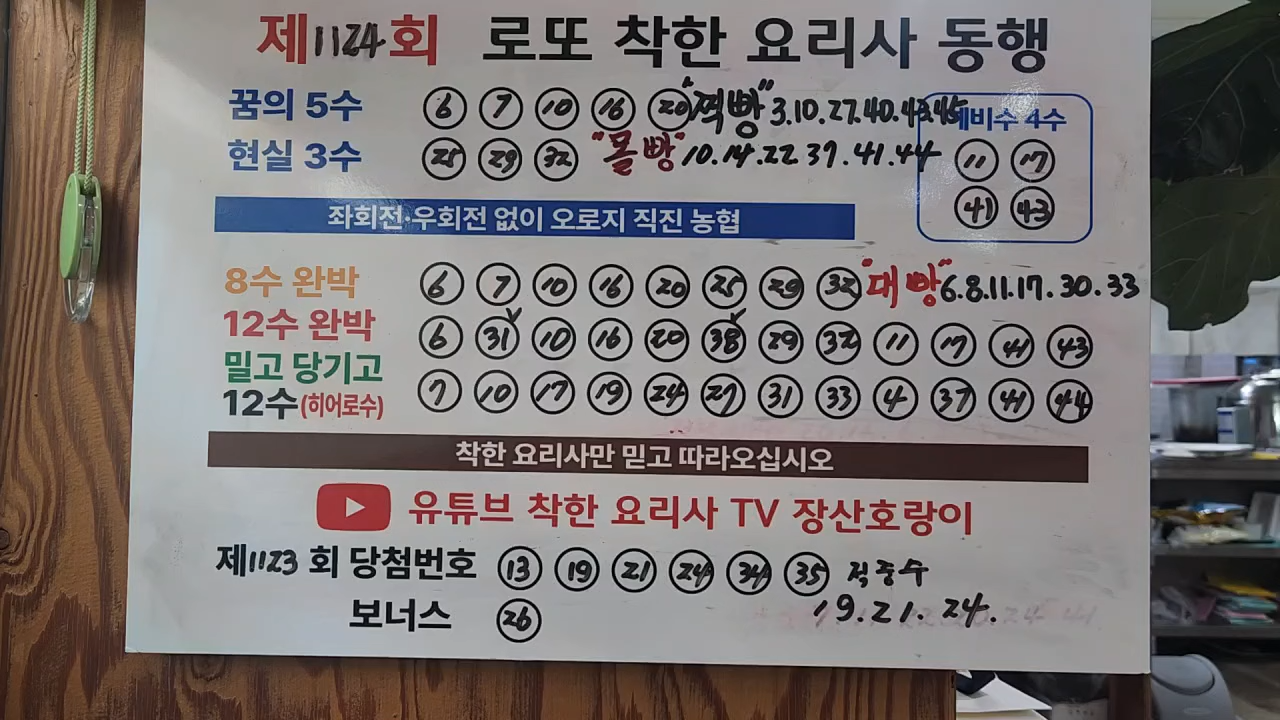 제1124회 로또 착한 요리사 동행
꿈의 5수 6 7 10 16 20 "찍빵" 3.10.27.40.43.45
현실 3수 25 29 32 "몰빵" 10.14.22 37.41.44
예비수 4수
11 17
41 43
좌회전·우회전 없이 오로지 직진 농협
8수 완박 6 7 10 16 20 25 29 32 "대빵" 6.8.11.17.30.33
12수 완박 6 31 10 16 20 38 29 32 11 17 41 43
밀고 당기고
12수(히어로수) 7 10 17 19 24 27 31 33 4 37 41 44
착한 요리사만 믿고 따라오십시오
유튜브 착한 요리사 TV 장산호랑이
제1123 회 당첨번호 13 19 21 24 34 35 적중수
보너스 26 19.21.24.